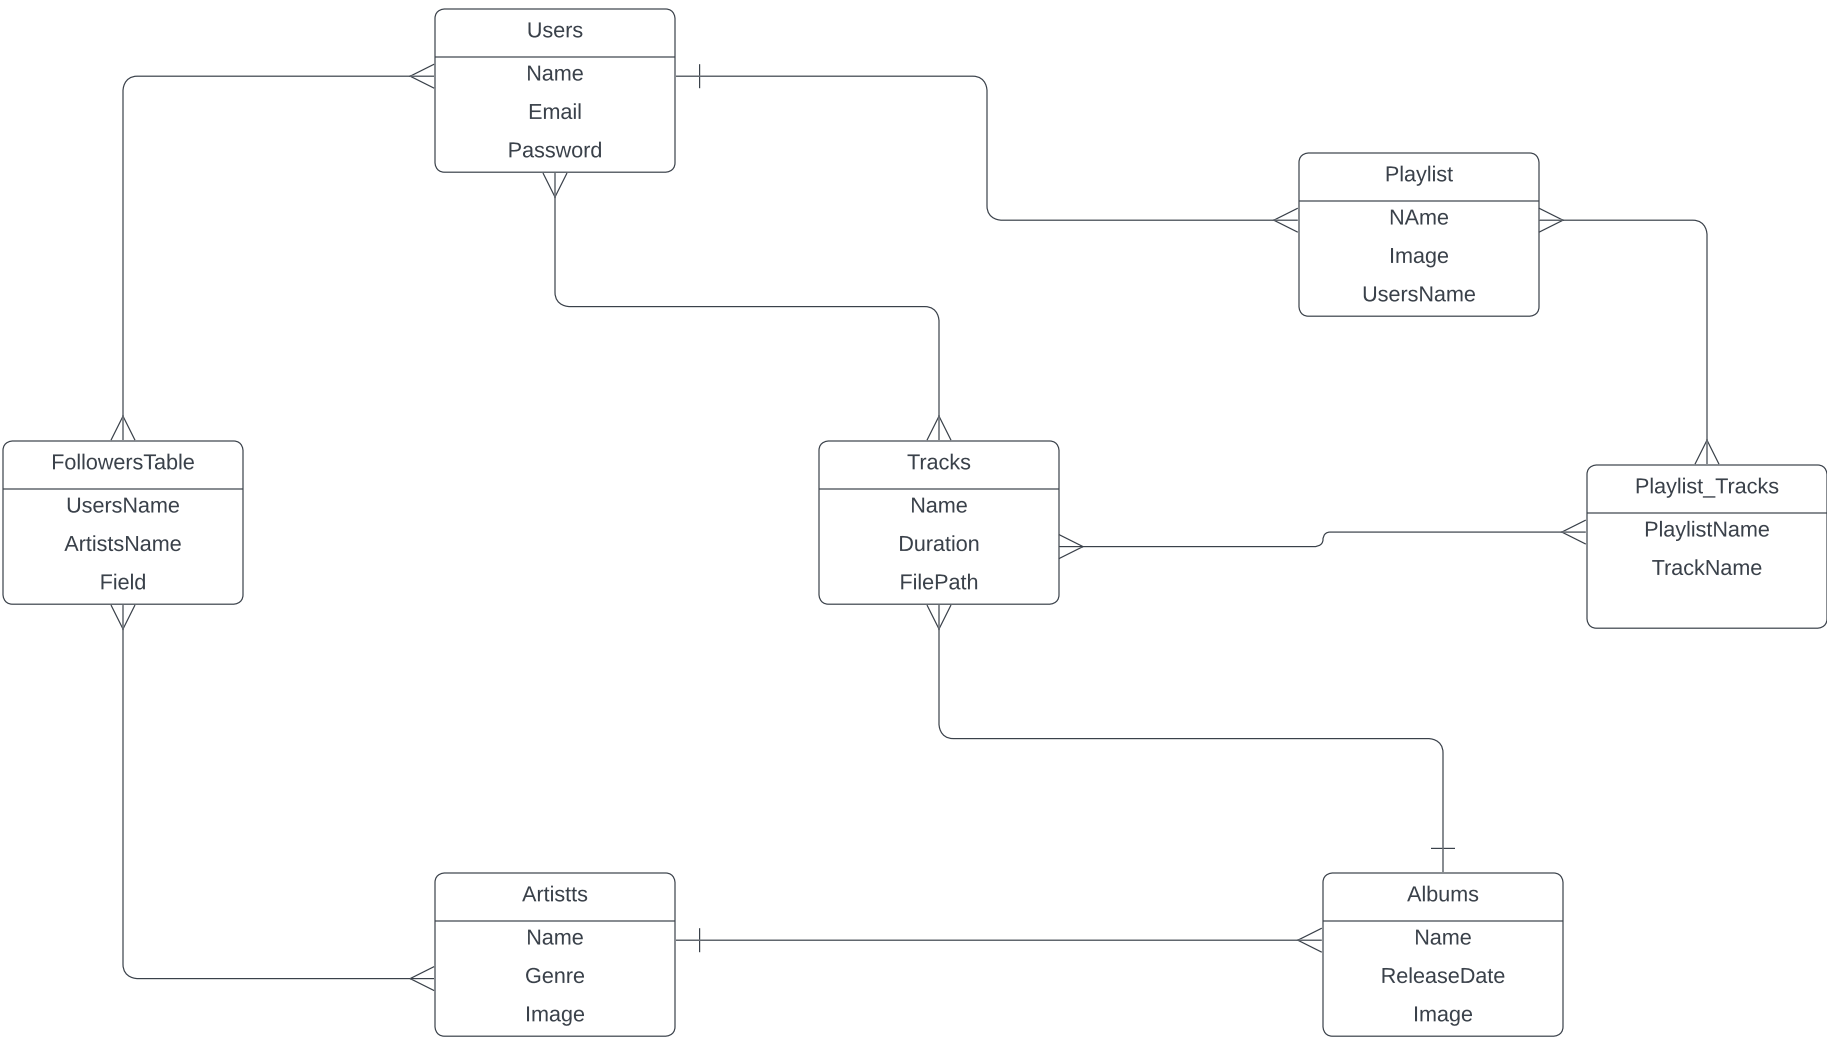 Users
Name
Email
Password
Playlist
NAme
Image
UsersName
FollowersTable
UsersName
ArtistsName
Field
Tracks
Name
Duration
FilePath
Playlist_Tracks
PlaylistName
TrackName
Artistts
Name
Genre
Image
Albums
Name
ReleaseDate
Image